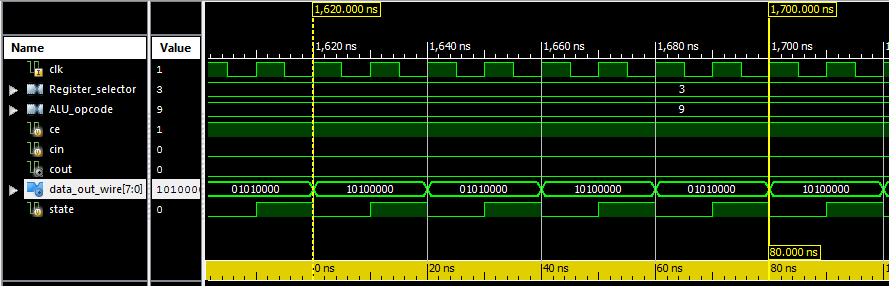 1,620.000 ns 1,700.000 ns
Name Value 1,620 ns 1,640 ns 1,660 ns 1,680 ns 1,700 ns
clk 1
Register_selector 3 3
ALU_opcode 9 9
ce 1
cin 0
cout 0
data_out_wire[7:0] 1010000 01010000 10100000 01010000 10100000 01010000 10100000
state 0
80.000 ns
0 ns 20 ns 40 ns 60 ns 80 ns